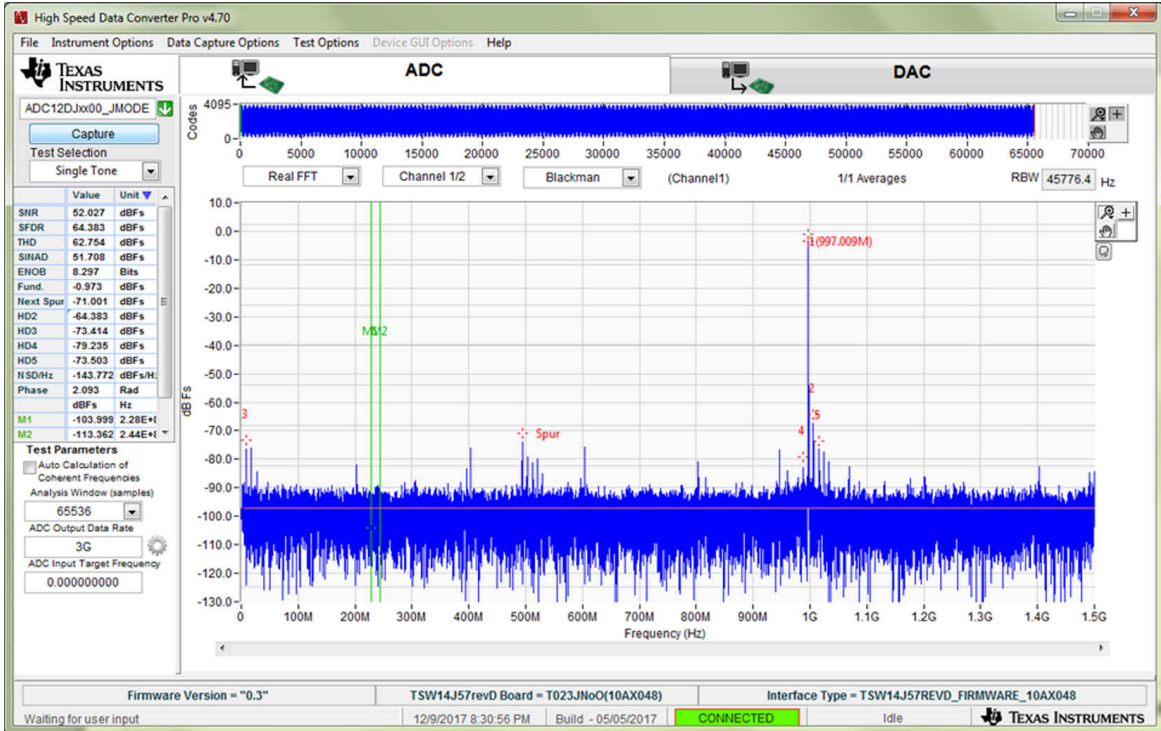 High Speed Data Converter Pro v4.70
File Instrument Options Data Capture Options Test Options Device GUI Options Help
TEXAS INSTRUMENTS
ADC
DAC
ADC12DJxx00_JMODE
Capture
Test Selection
Single Tone
Value Unit
SNR 52.027 dBFs
SFDR 64.383 dBFs
THD 62.754 dBFs
SINAD 51.708 dBFs
ENOB 8.297 Bits
Fund. -0.973 dBFs
Next Spur -71.001 dBFs
HD2 -64.383 dBFs
HD3 -73.414 dBFs
HD4 -79.235 dBFs
HD5 -73.503 dBFs
NSD/Hz -143.772 dBFs/H
Phase 2.093 Rad
dBFs Hz
M1 -103.999 2.28E+
M2 -113.362 2.44E+
Test Parameters
Auto Calculation of
Coherent Frequencies
Analysis Window (samples)
65536
ADC Output Data Rate
3G
ADC Input Target Frequency
0.000000000
Codes
4095
0
0 5000 10000 15000 20000 25000 30000 35000 40000 45000 50000 55000 60000 65000 70000
Real FFT Channel 1/2 Blackman (Channel1) 1/1 Averages RBW 45776.4 Hz
dBFs
10.0
0.0
-10.0
-20.0
-30.0
-40.0
-50.0
-60.0
-70.0
-80.0
-90.0
-100.0
-110.0
-120.0
-130.0
1(997.009M)
M2
2
3
Spur
4
5
0 100M 200M 300M 400M 500M 600M 700M 800M 900M 1G 1.1G 1.2G 1.3G 1.4G 1.5G
Frequency (Hz)
Firmware Version = "0.3"
TSW14J57revD Board = T023JNoO(10AX048)
Interface Type = TSW14J57REVD_FIRMWARE_10AX048
Waiting for user input
12/9/2017 8:30:56 PM
Build - 05/05/2017
CONNECTED
Idle
TEXAS INSTRUMENTS